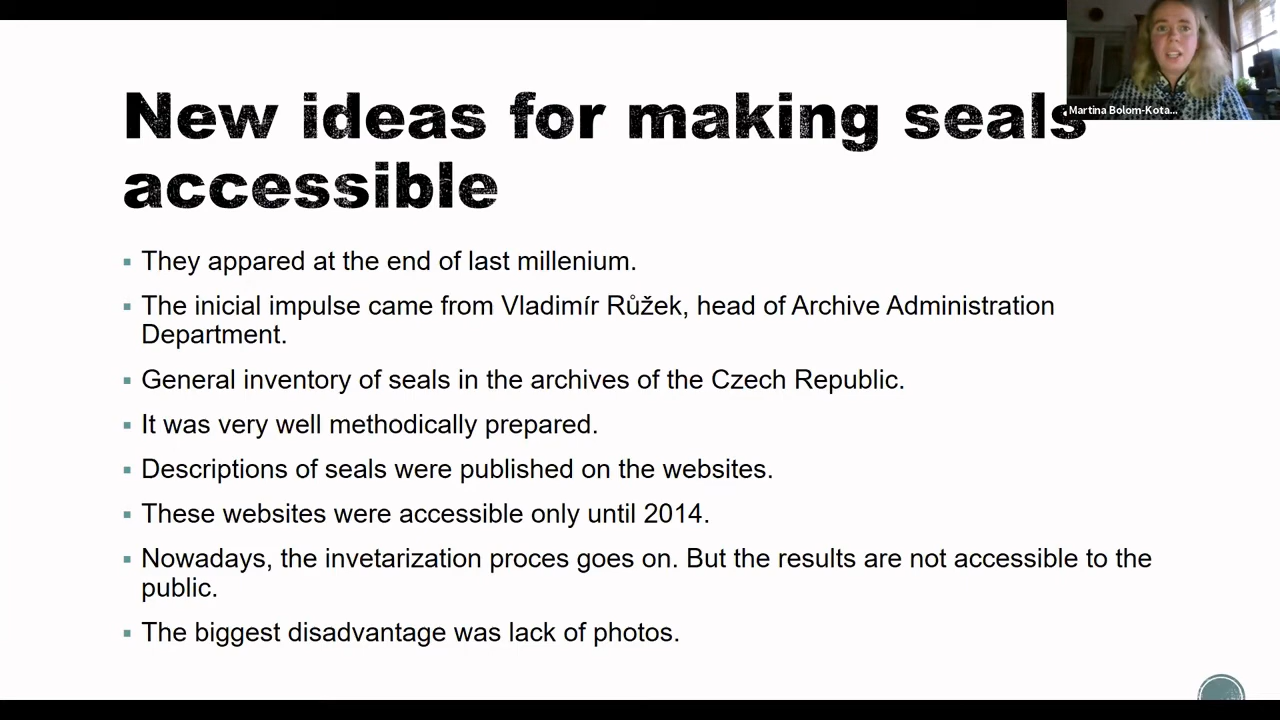 New ideas for making seals
accessible
Martina Bolom-Kota...
▪ They appared at the end of last millenium.
▪ The inicial impulse came from Vladimír Růžek, head of Archive Administration
Department.
▪ General inventory of seals in the archives of the Czech Republic.
▪ It was very well methodically prepared.
▪ Descriptions of seals were published on the websites.
▪ These websites were accessible only until 2014.
▪ Nowadays, the invetarization proces goes on. But the results are not accessible to the
public.
▪ The biggest disadvantage was lack of photos.